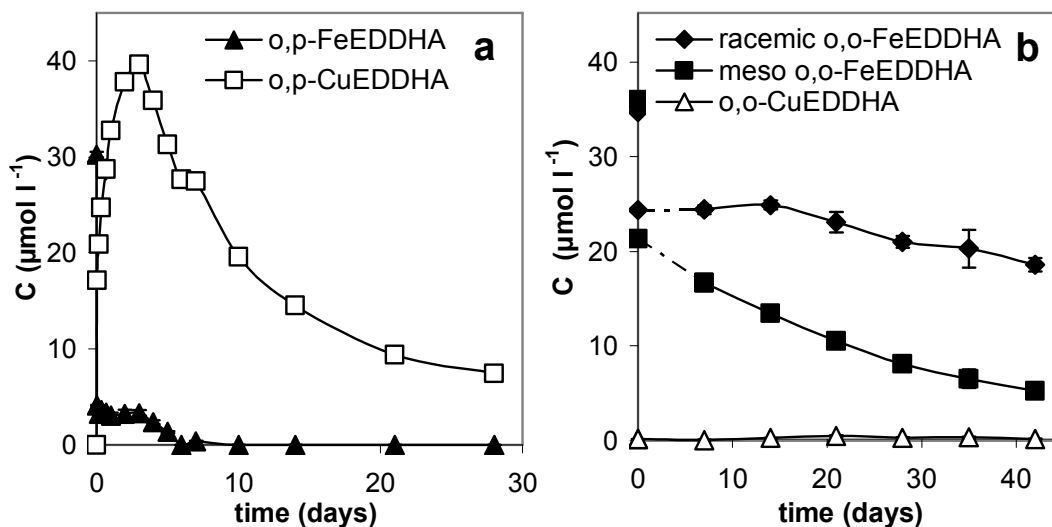 a
o,p-FeEDDHA
o,p-CuEDDHA
C (µmol l⁻¹)
40
30
20
10
0
0 10 20 30
time (days)
b
racemic o,o-FeEDDHA
meso o,o-FeEDDHA
o,o-CuEDDHA
C (µmol l⁻¹)
40
30
20
10
0
0 10 20 30 40
time (days)